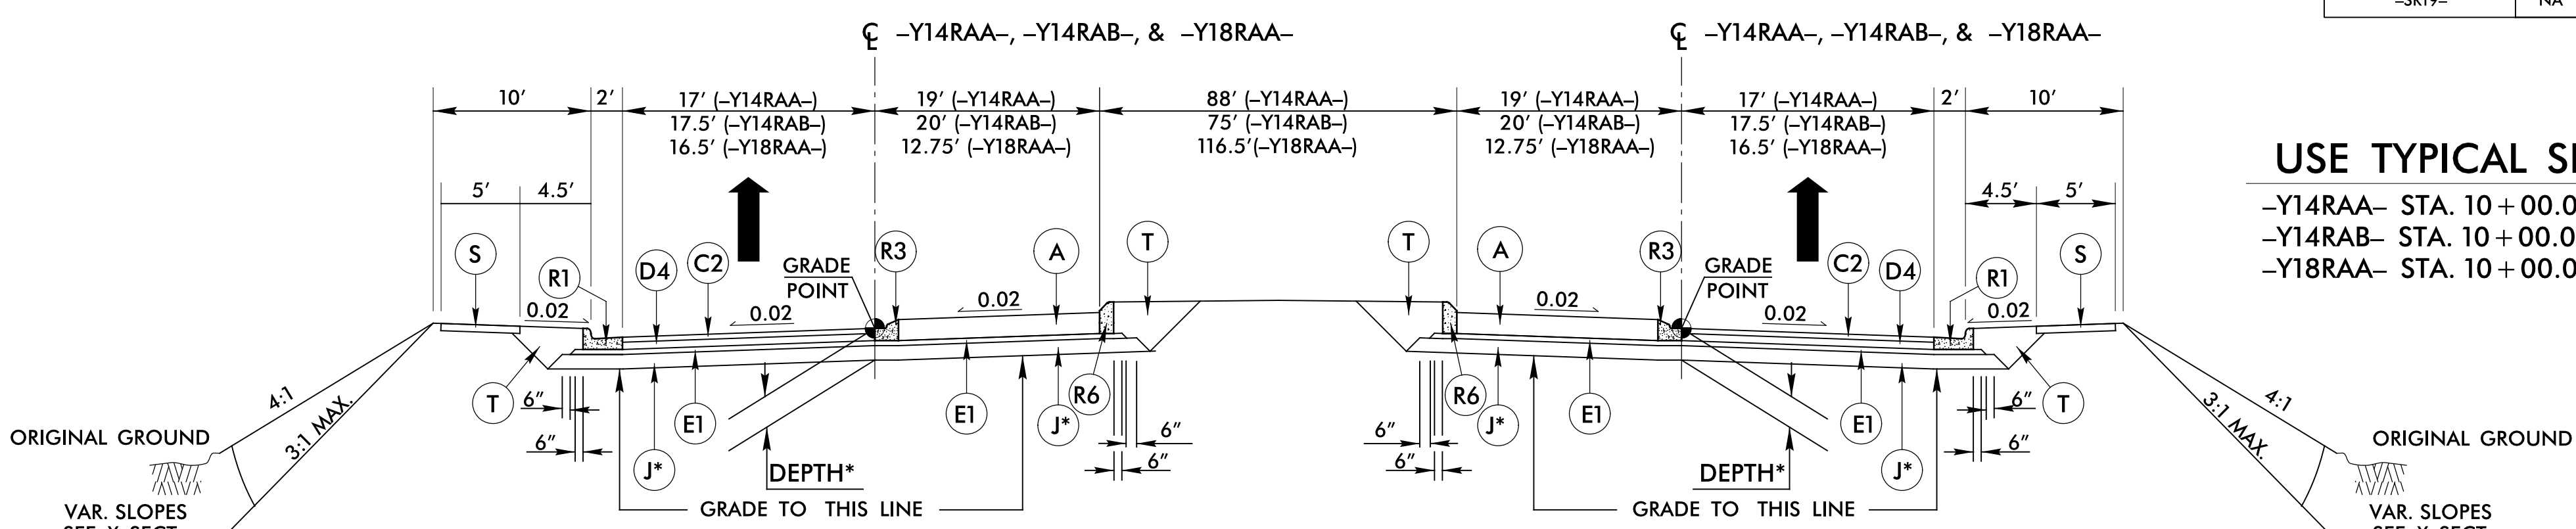 –SR19– NA
℄ –Y14RAA–, –Y14RAB–, & –Y18RAA–
℄ –Y14RAA–, –Y14RAB–, & –Y18RAA–
10’ 2’ 17’ (–Y14RAA–) 19’ (–Y14RAA–) 88’ (–Y14RAA–) 19’ (–Y14RAA–) 17’ (–Y14RAA–) 2’ 10’
17.5’ (–Y14RAB–) 20’ (–Y14RAB–) 75’ (–Y14RAB–) 20’ (–Y14RAB–) 17.5’ (–Y14RAB–)
16.5’ (–Y18RAA–) 12.75’ (–Y18RAA–) 116.5’(–Y18RAA–) 12.75’ (–Y18RAA–) 16.5’ (–Y18RAA–)
USE TYPICAL
–Y14RAA– STA. 10+00.0
–Y14RAB– STA. 10+00.0
–Y18RAA– STA. 10+00.0
5’ 4.5’ 4.5’ 5’
S R1 D4 C2 R3 A T T A R3 C2 D4 R1 S
GRADE
POINT
GRADE
POINT
0.02 0.02 0.02 0.02 0.02 0.02
4:1 T 6” E1 E1 J* R6 R6 J* E1 E1 6” T 4:1
3:1 MAX. 3:1 MAX.
6” J* 6” 6” 6” 6” J* 6”
DEPTH* DEPTH*
GRADE TO THIS LINE GRADE TO THIS LINE
ORIGINAL GROUND
VAR. SLOPES
SEE X-SECT.
ORIGINAL GROUND
VAR. SLOPES
SEE X-SECT.